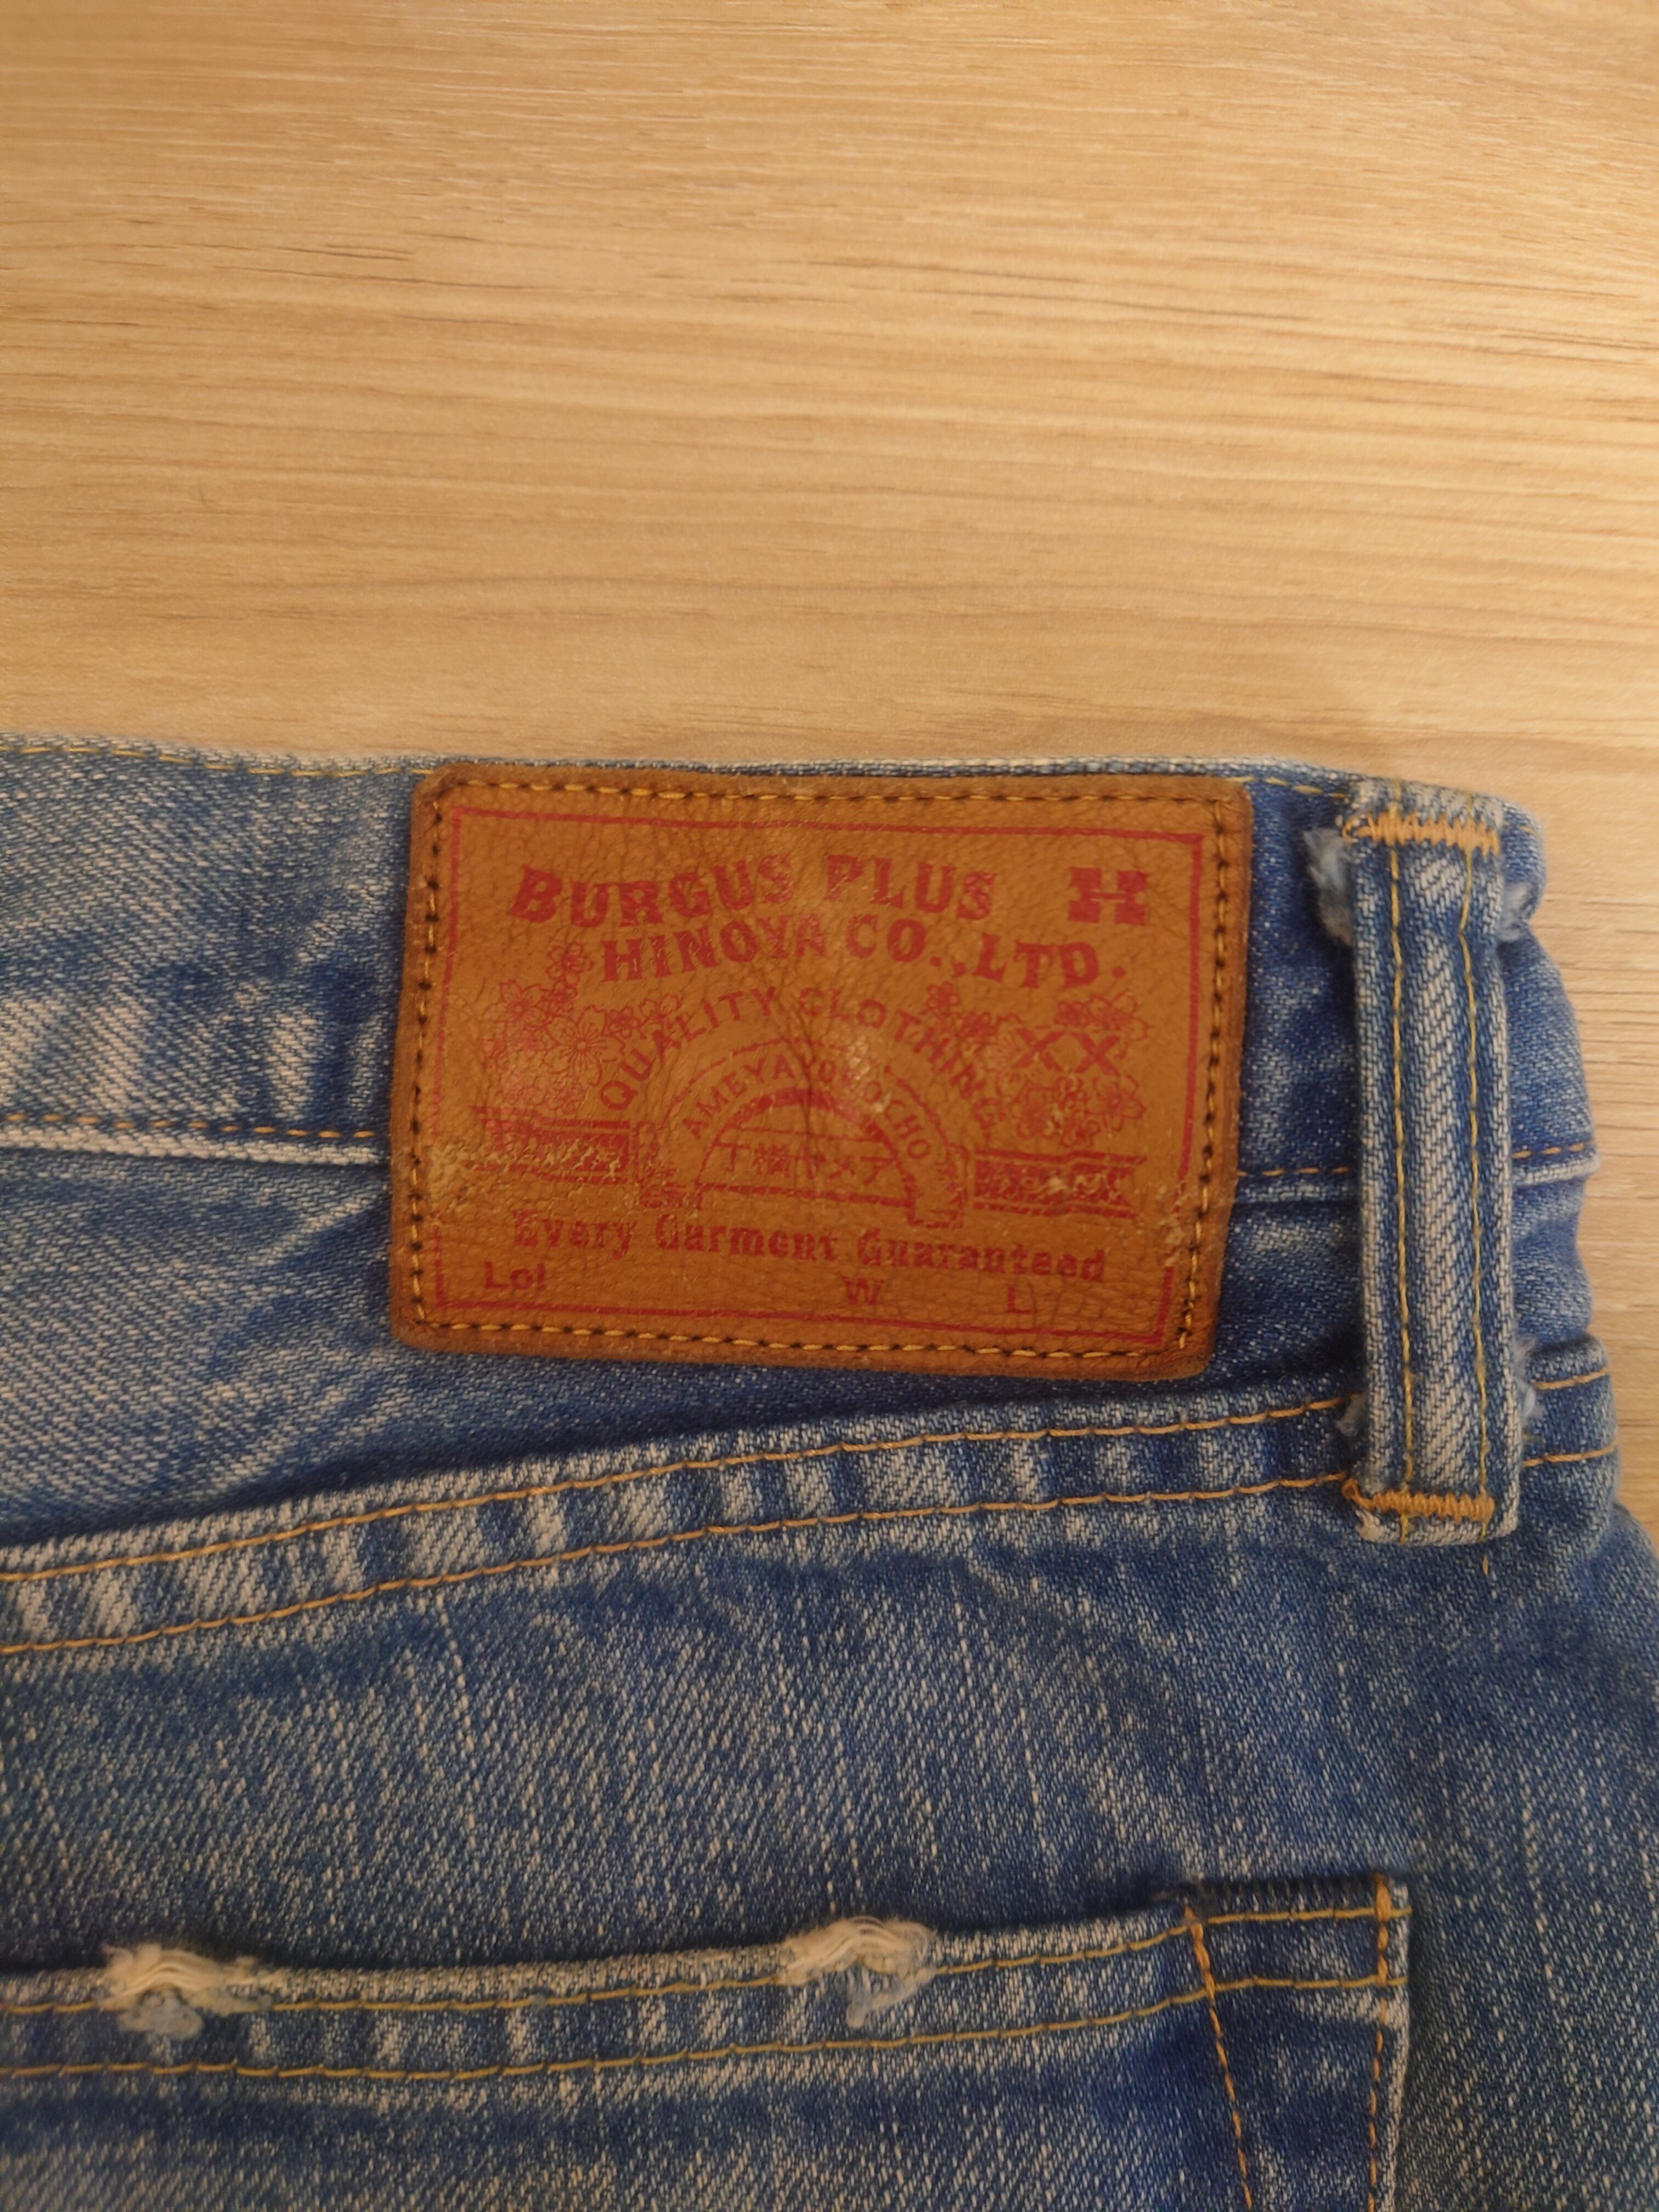 BURGUS PLUS H
HINOYA CO.,LTD.
QUALITY CLOTHING
XX
AMEYAYOKOCHO
丁横ヤメア
Every Garment Guaranteed
Lot W L